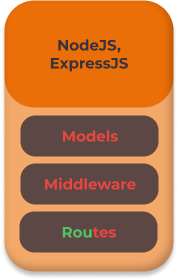 NodeJS,
ExpressJS
Models
Middleware
Routes